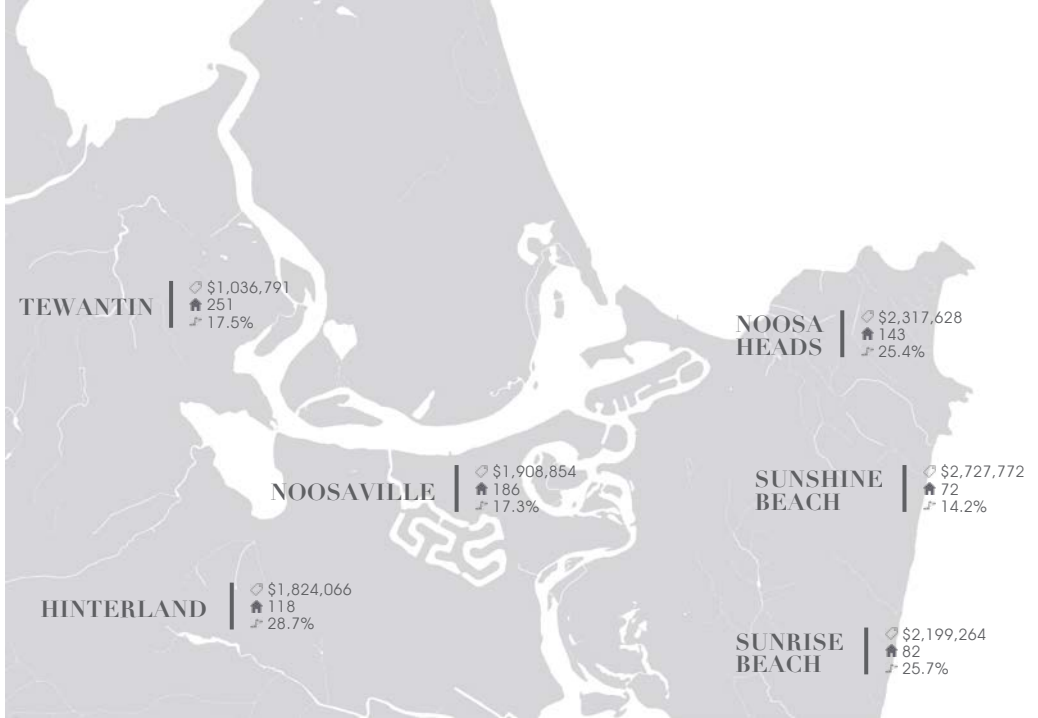 TEWANTIN
$1,036,791
251
17.5%
NOOSA
HEADS
$2,317,628
143
25.4%
NOOSAVILLE
$1,908,854
186
17.3%
SUNSHINE
BEACH
$2,727,772
72
14.2%
HINTERLAND
$1,824,066
118
28.7%
SUNRISE
BEACH
$2,199,264
82
25.7%